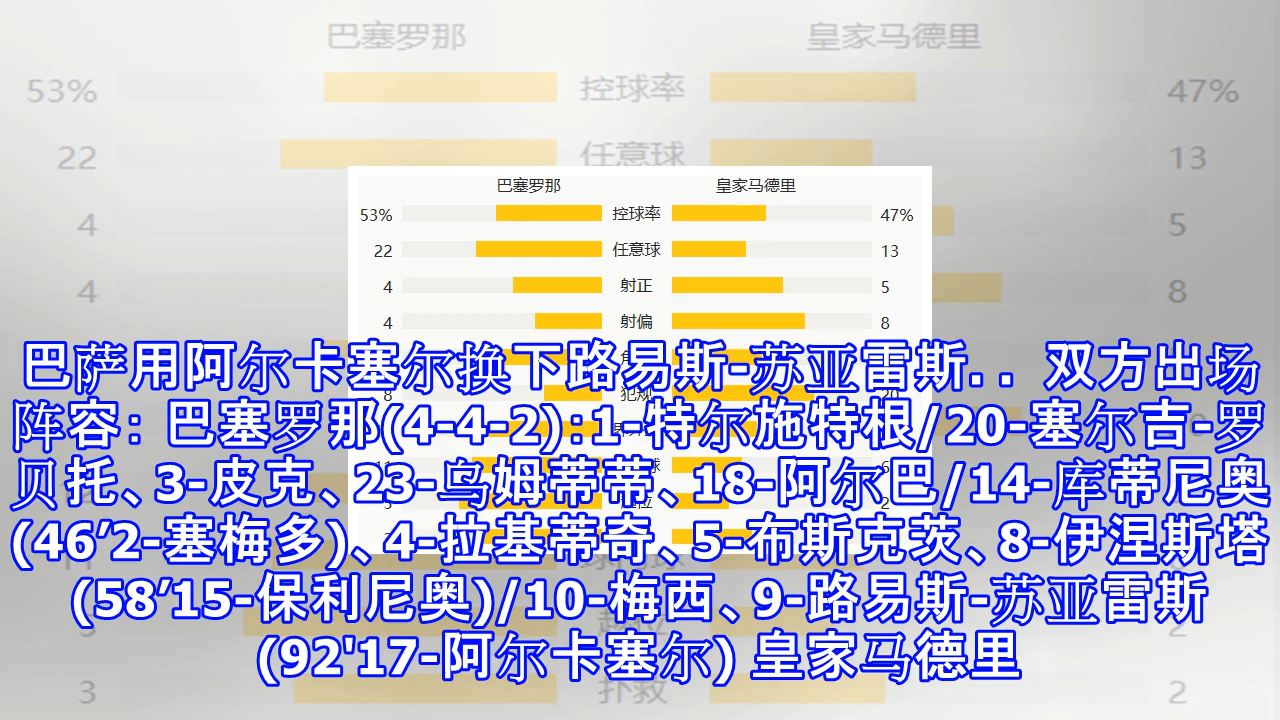 巴塞罗那 皇家马德里
53% 控球率 47%
22 任意球 13
4 5
4 8
巴塞罗那 皇家马德里
53% 控球率 47%
22 任意球 13
4 射正 5
4 射偏 8
8 犯规 20
巴萨用阿尔卡塞尔换下路易斯-苏亚雷斯.. 双方出场
阵容: 巴塞罗那(4-4-2):1-特尔施特根/20-塞尔吉-罗
贝托、3-皮克、23-乌姆蒂蒂、18-阿尔巴/14-库蒂尼奥
(46’2-塞梅多)、4-拉基蒂奇、5-布斯克茨、8-伊涅斯塔
(58’15-保利尼奥)/10-梅西、9-路易斯-苏亚雷斯
(92'17-阿尔卡塞尔) 皇家马德里
3 扑救 2